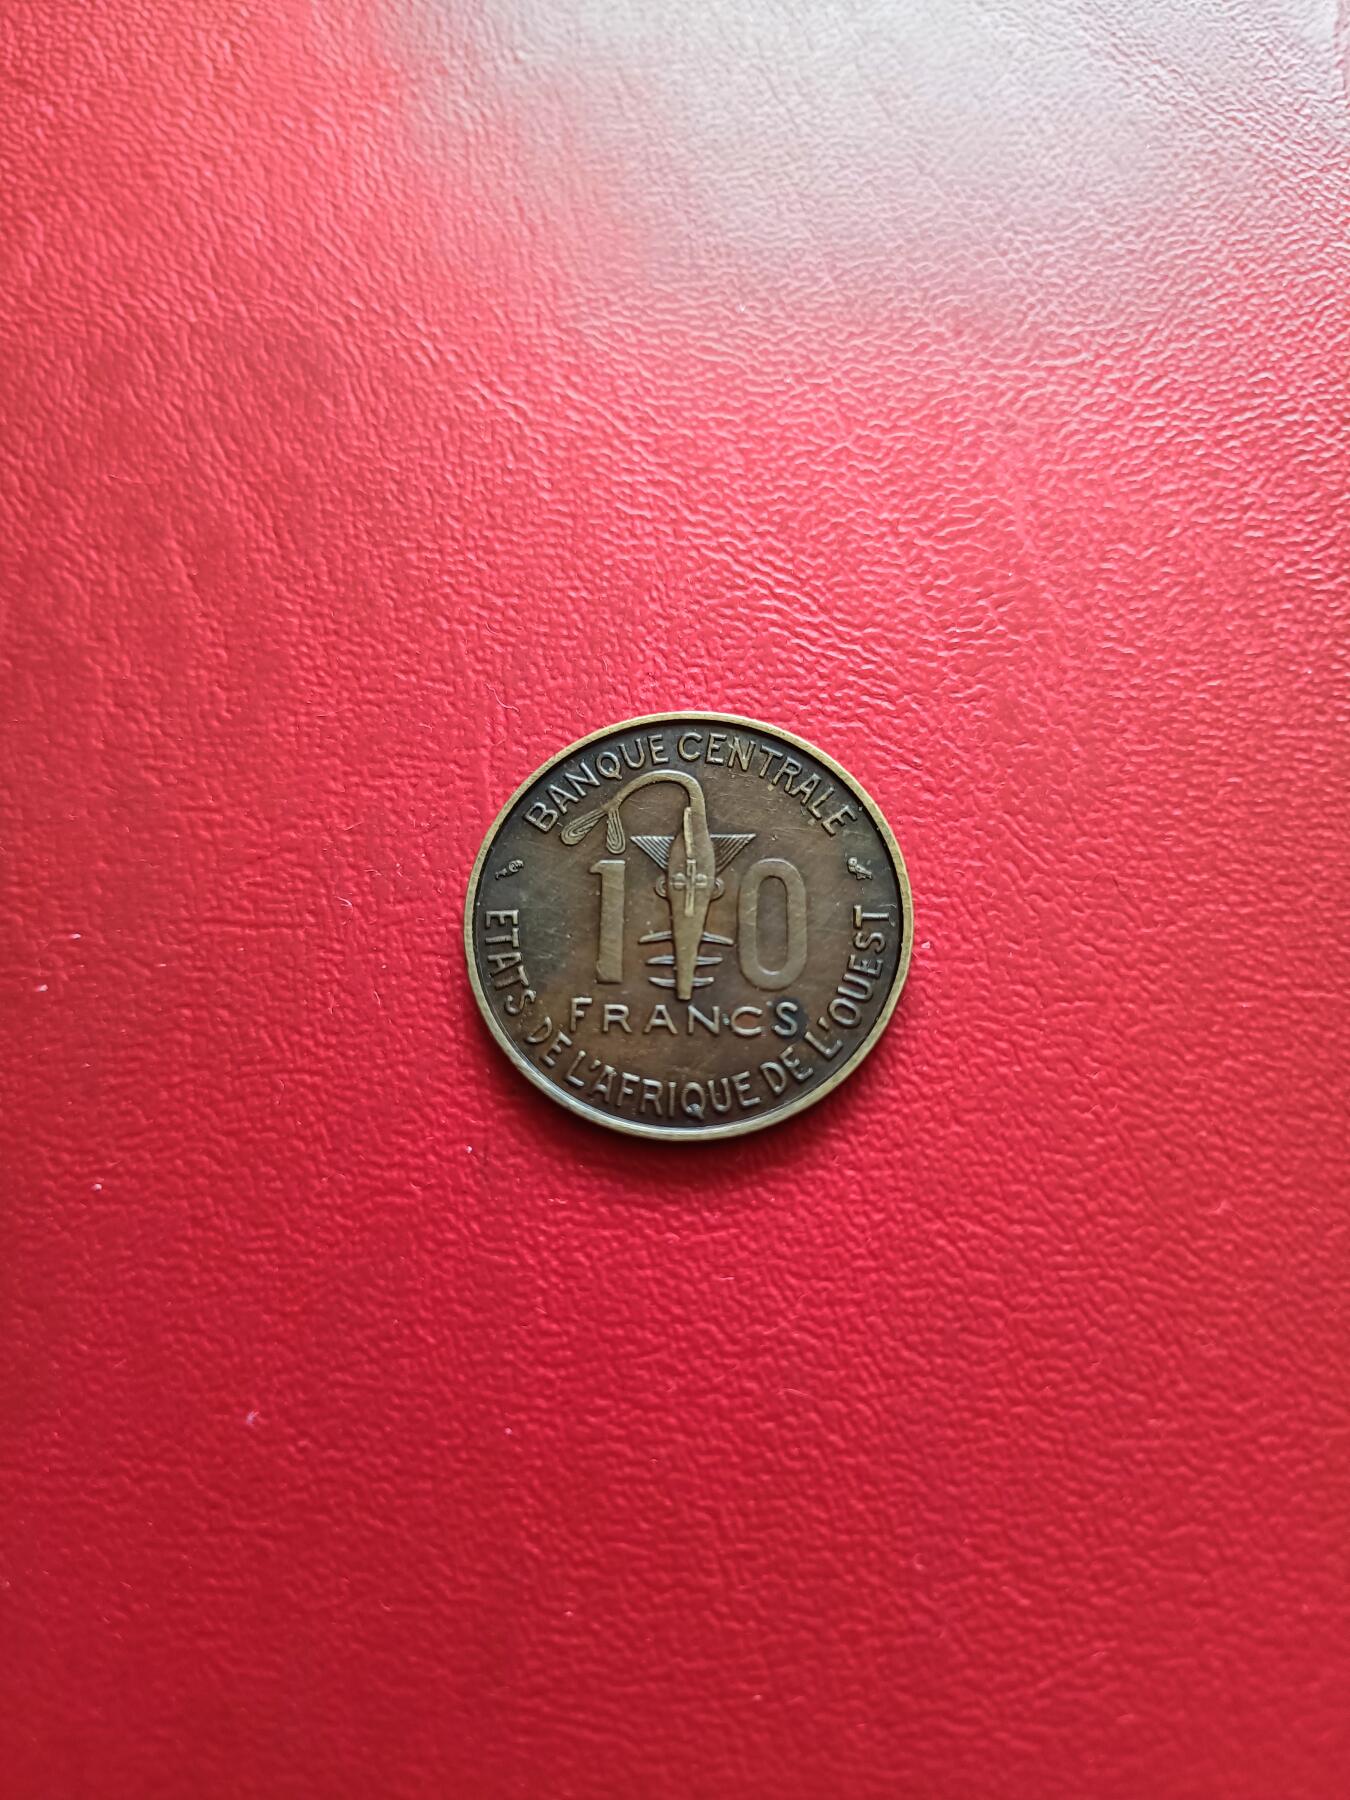 BANQUE CENTRALE
10
FRANCS
ETATS DE L'AFRIQUE DE L'OUEST